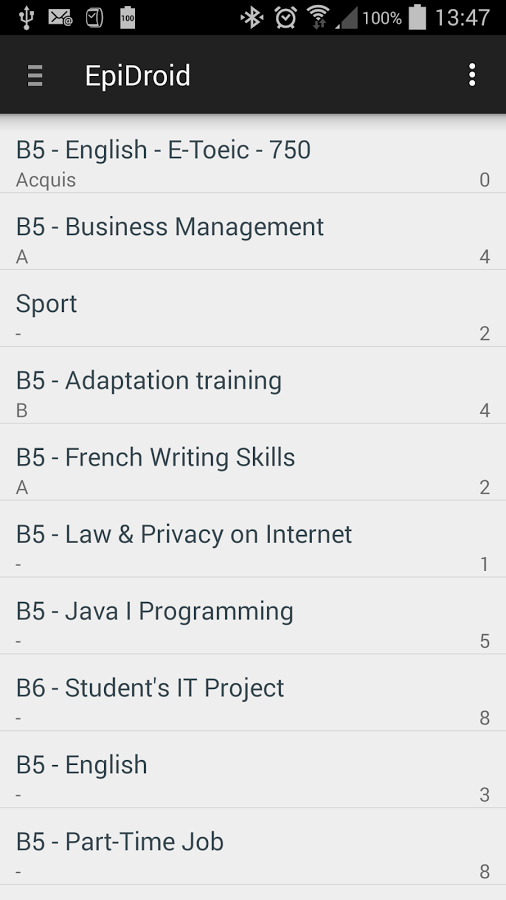 100
100% 13:47
EpiDroid
B5 - English - E-Toeic - 750
Acquis 0
B5 - Business Management
A 4
Sport
- 2
B5 - Adaptation training
B 4
B5 - French Writing Skills
A 2
B5 - Law & Privacy on Internet
- 1
B5 - Java I Programming
- 5
B6 - Student's IT Project
- 8
B5 - English
- 3
B5 - Part-Time Job
- 8